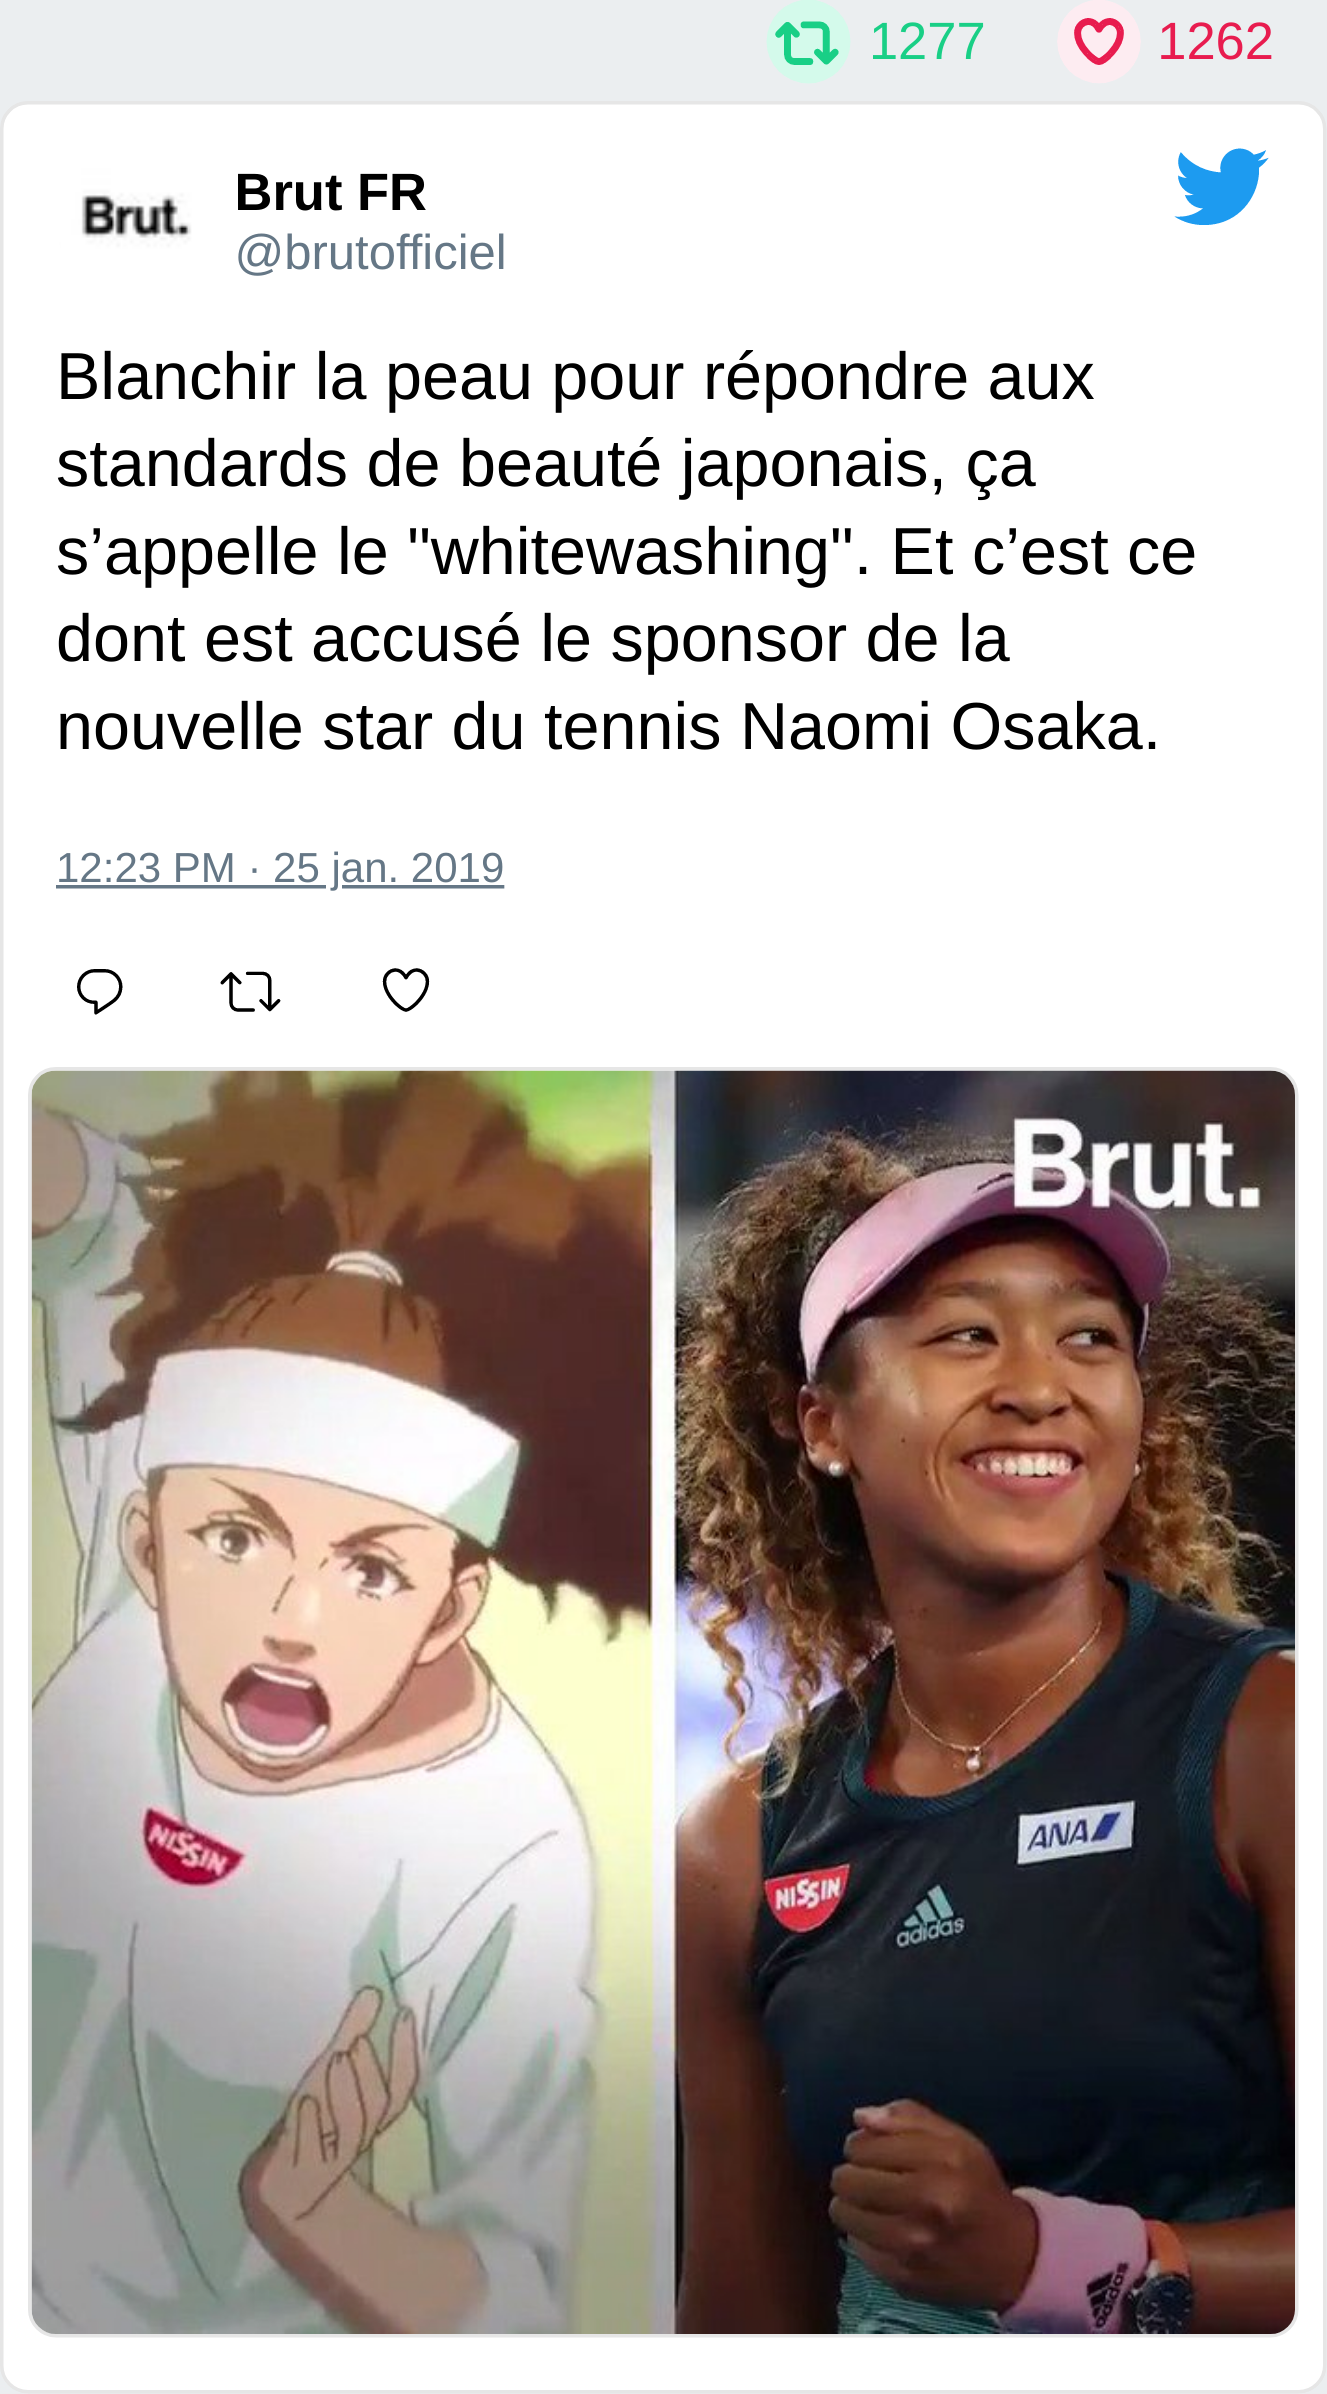 1277 1262
Brut.
Brut FR
@brutofficiel
Blanchir la peau pour répondre aux
standards de beauté japonais, ça
s’appelle le "whitewashing". Et c’est ce
dont est accusé le sponsor de la
nouvelle star du tennis Naomi Osaka.
12:23 PM · 25 jan. 2019
Brut.
NISSIN
ANA
NISSIN
adidas
adidas